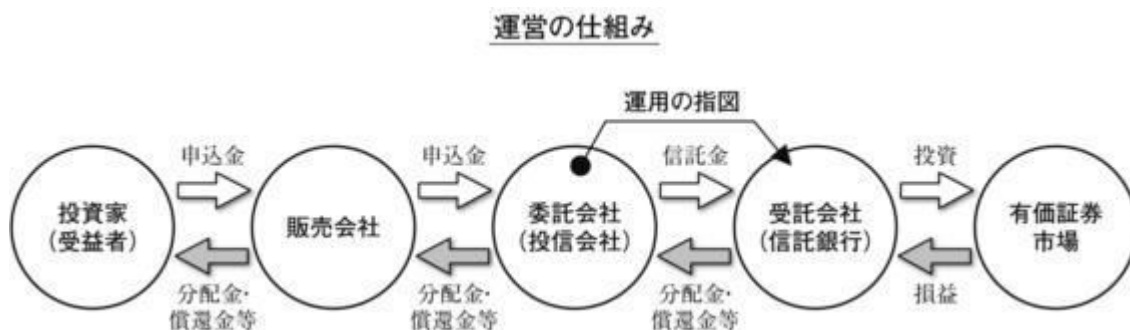 運営の仕組み
運用の指図
申込金
申込金
信託金
投資
投資家
（受益者）
販売会社
委託会社
（投信会社）
受託会社
（信託銀行）
有価証券
市場
分配金・
償還金等
分配金・
償還金等
分配金・
償還金等
損益